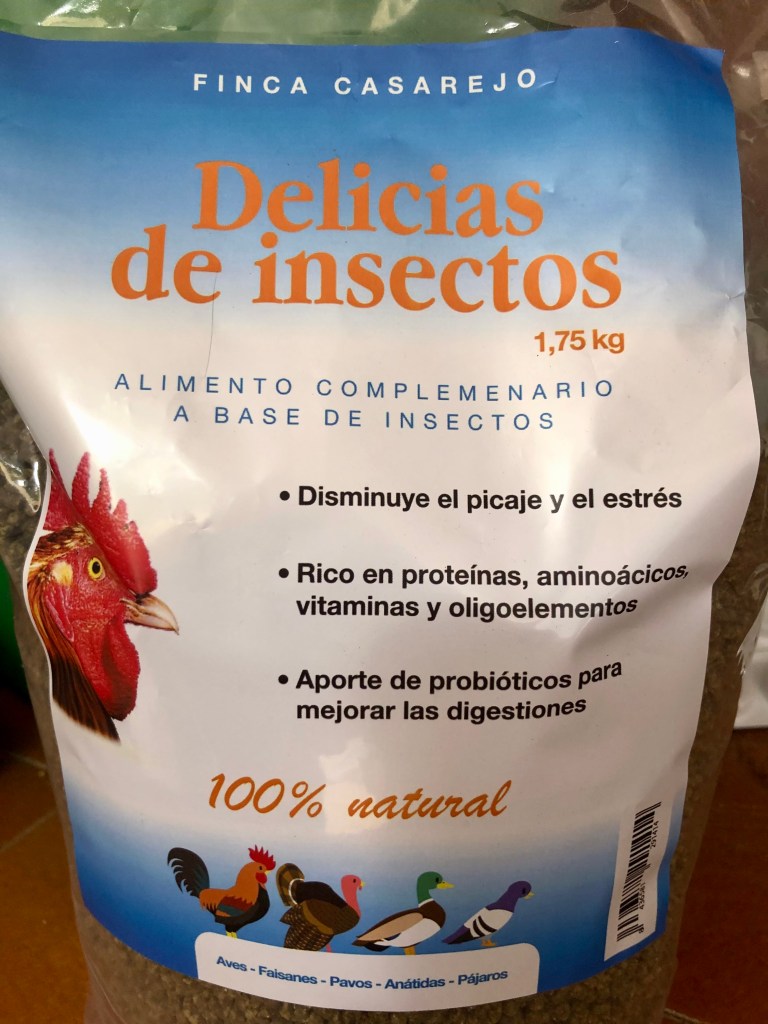 FINCA CASAREJO
Delicias
de insectos
1,75 kg
ALIMENTO COMPLEMENARIO
A BASE DE INSECTOS
• Disminuye el picaje y el estrés
• Rico en proteínas, aminoácicos,
vitaminas y oligoelementos
• Aporte de probióticos para
mejorar las digestiones
100% natural
Aves - Faisanes - Pavos - Anátidas - Pájaros